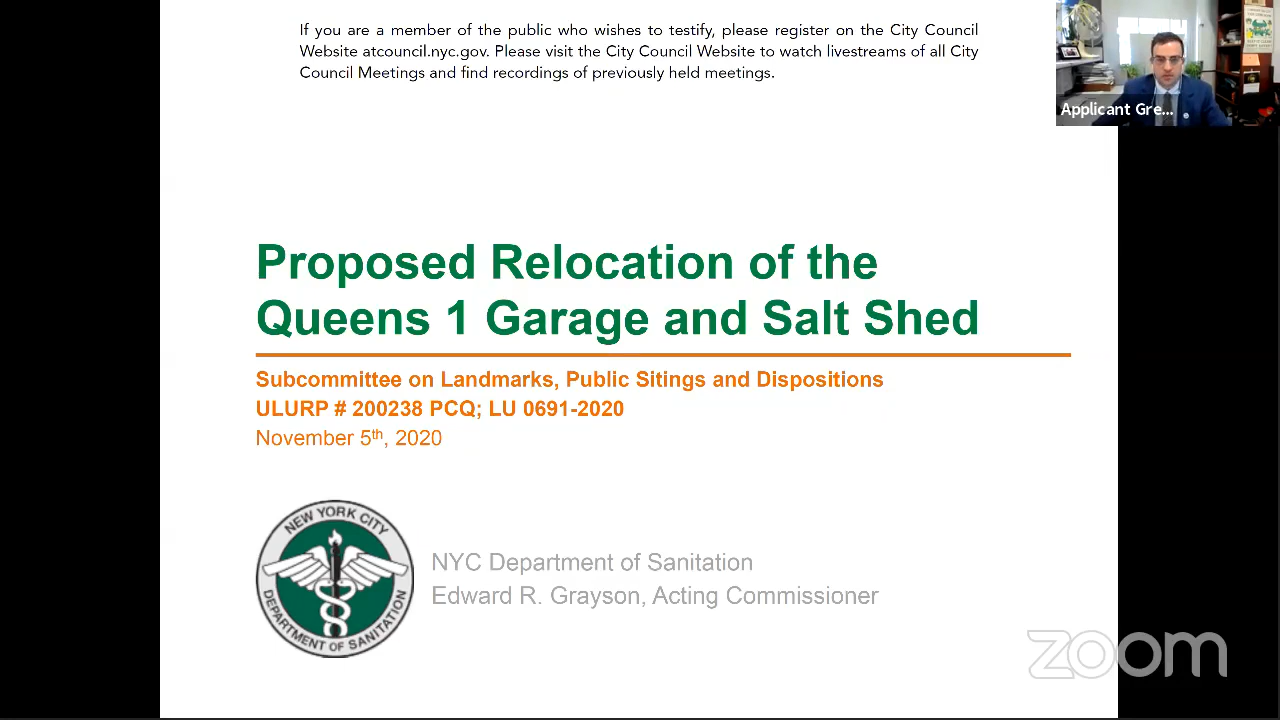 If you are a member of the public who wishes to testify, please register on the City Council
Website atcouncil.nyc.gov. Please visit the City Council Website to watch livestreams of all City
Council Meetings and find recordings of previously held meetings.
Applicant Gre...
Proposed Relocation of the
Queens 1 Garage and Salt Shed
Subcommittee on Landmarks, Public Sitings and Dispositions
ULURP # 200238 PCQ; LU 0691-2020
November 5th, 2020
NEW YORK CITY
DEPARTMENT OF SANITATION
NYC Department of Sanitation
Edward R. Grayson, Acting Commissioner
zoom